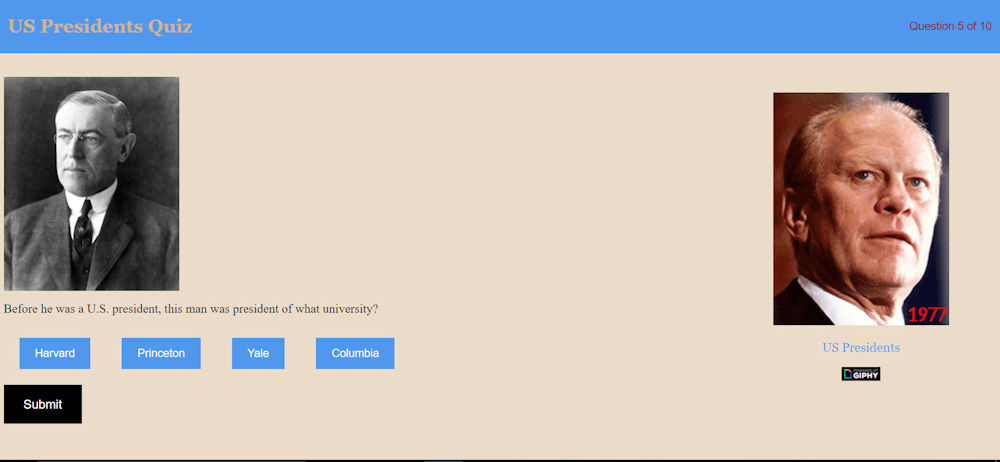 US Presidents Quiz
Question 5 of 10
Before he was a U.S. president, this man was president of what university?
Harvard Princeton Yale Columbia
Submit
1977
US Presidents
GIPHY